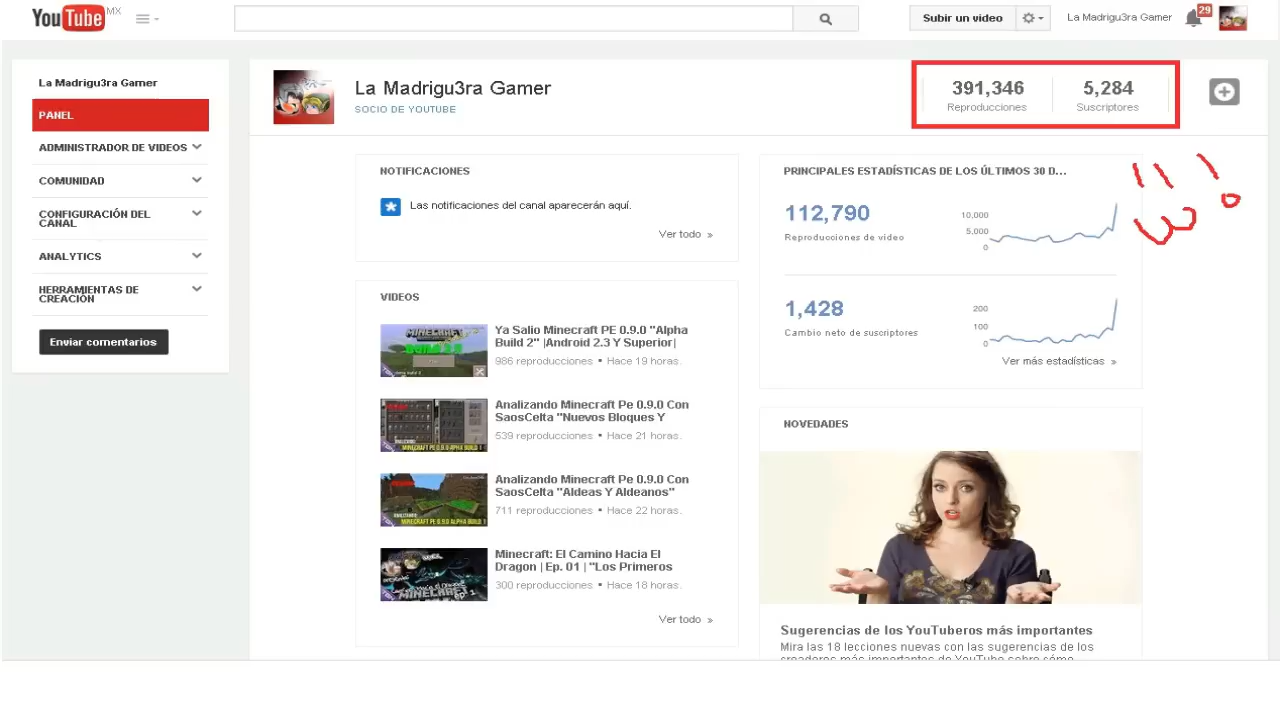 YouTube MX
Subir un video
La Madrigu3ra Gamer
29
La Madrigu3ra Gamer
PANEL
ADMINISTRADOR DE VIDEOS
COMUNIDAD
CONFIGURACIÓN DEL
CANAL
ANALYTICS
HERRAMIENTAS DE
CREACIÓN
Enviar comentarios
La Madrigu3ra Gamer
SOCIO DE YOUTUBE
391,346
Reproducciones
5,284
Suscriptores
NOTIFICACIONES
Las notificaciones del canal aparecerán aquí.
Ver todo »
VIDEOS
Ya Salio Minecraft PE 0.9.0 "Alpha
Build 2" |Android 2.3 Y Superior|
986 reproducciones • Hace 19 horas.
Analizando Minecraft Pe 0.9.0 Con
SaosCelta "Nuevos Bloques Y
539 reproducciones • Hace 21 horas.
Analizando Minecraft Pe 0.9.0 Con
SaosCelta "Aldeas Y Aldeanos"
711 reproducciones • Hace 22 horas.
Minecraft: El Camino Hacia El
Dragon | Ep. 01 | "Los Primeros
300 reproducciones • Hace 18 horas.
Ver todo »
PRINCIPALES ESTADÍSTICAS DE LOS ÚLTIMOS 30 D...
112,790
Reproducciones de video
10,000
5,000
0
1,428
Cambio neto de suscriptores
200
100
0
Ver más estadísticas »
NOVEDADES
Sugerencias de los YouTuberos más importantes
Mira las 18 lecciones nuevas con las sugerencias de los
creadores más importantes de YouTube sobre cómo